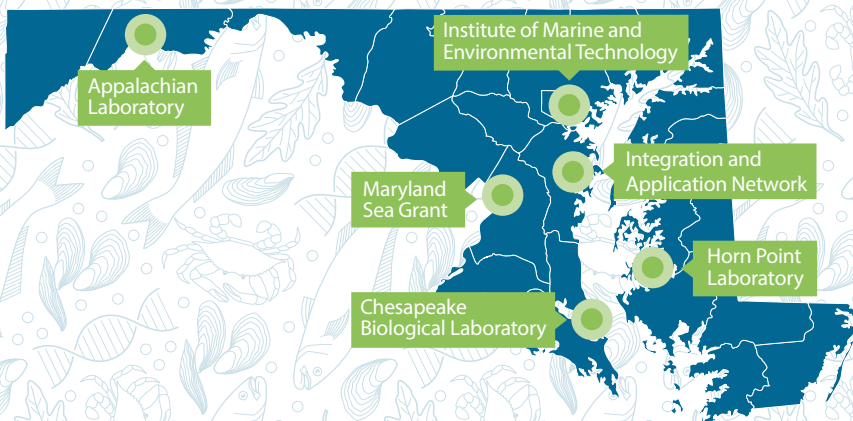 Institute of Marine and
Environmental Technology
Appalachian
Laboratory
Integration and
Application Network
Maryland
Sea Grant
Horn Point
Laboratory
Chesapeake
Biological Laboratory